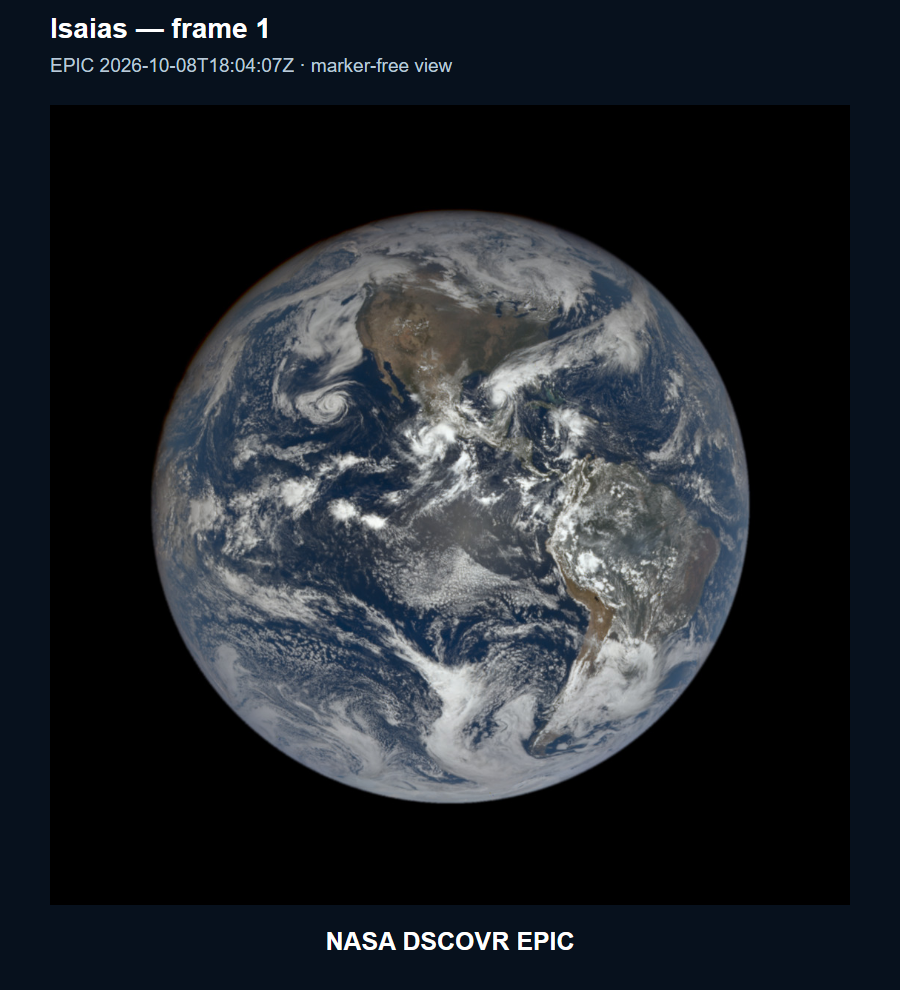 Isaias — frame 1
EPIC 2026-10-08T18:04:07Z · marker-free view
NASA DSCOVR EPIC